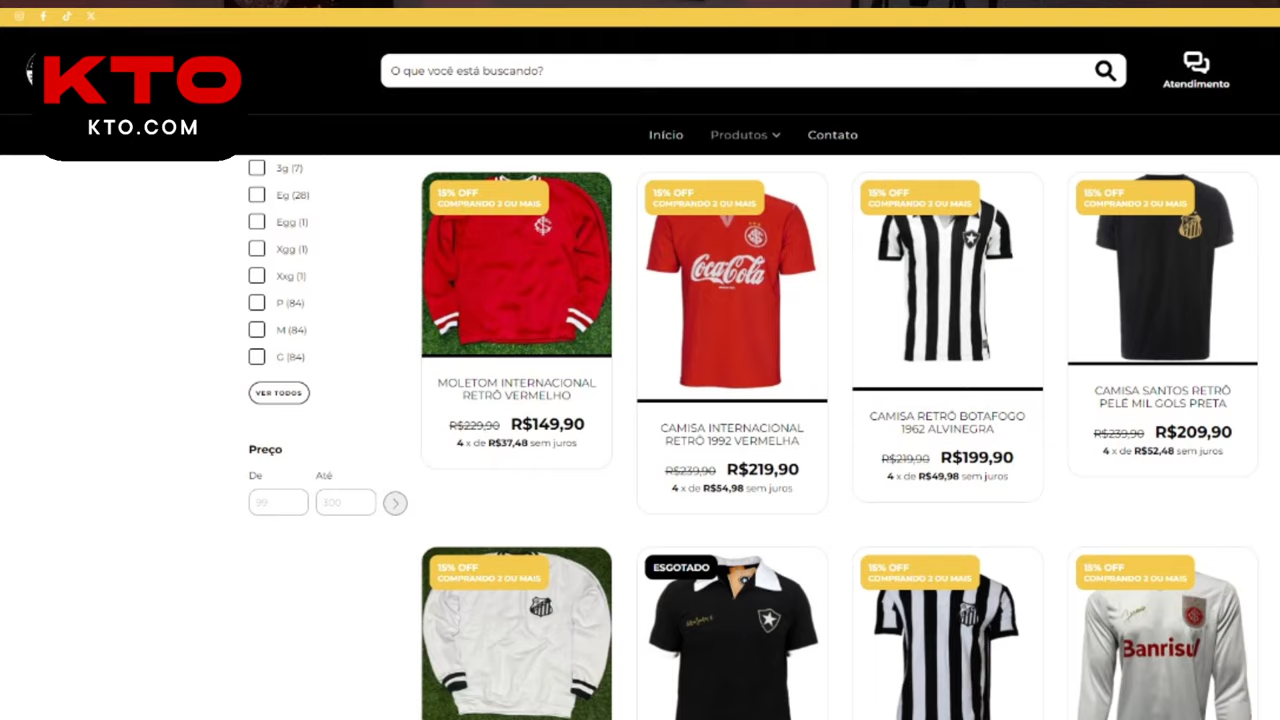 KTO
KTO.COM
O que você está buscando?
Atendimento
Início
Produtos
Contato
3g (7)
Eg (28)
Egg (1)
Xgg (1)
Xxg (1)
P (84)
M (84)
G (84)
VER TODOS
Preço
De
Até
99
300
15% OFF
COMPRANDO 2 OU MAIS
MOLETOM INTERNACIONAL
RETRÔ VERMELHO
R$229,90 R$149,90
4 x de R$37,48 sem juros
15% OFF
COMPRANDO 2 OU MAIS
Coca-Cola
CAMISA INTERNACIONAL
RETRÔ 1992 VERMELHA
R$239,90 R$219,90
4 x de R$54,98 sem juros
15% OFF
COMPRANDO 2 OU MAIS
CAMISA RETRÔ BOTAFOGO
1962 ALVINEGRA
R$219,90 R$199,90
4 x de R$49,98 sem juros
15% OFF
COMPRANDO 2 OU MAIS
CAMISA SANTOS RETRÔ
PELÉ MIL GOLS PRETA
R$239,90 R$209,90
4 x de R$52,48 sem juros
15% OFF
COMPRANDO 2 OU MAIS
ESGOTADO
15% OFF
COMPRANDO 2 OU MAIS
15% OFF
COMPRANDO 2 OU MAIS
Banrisul